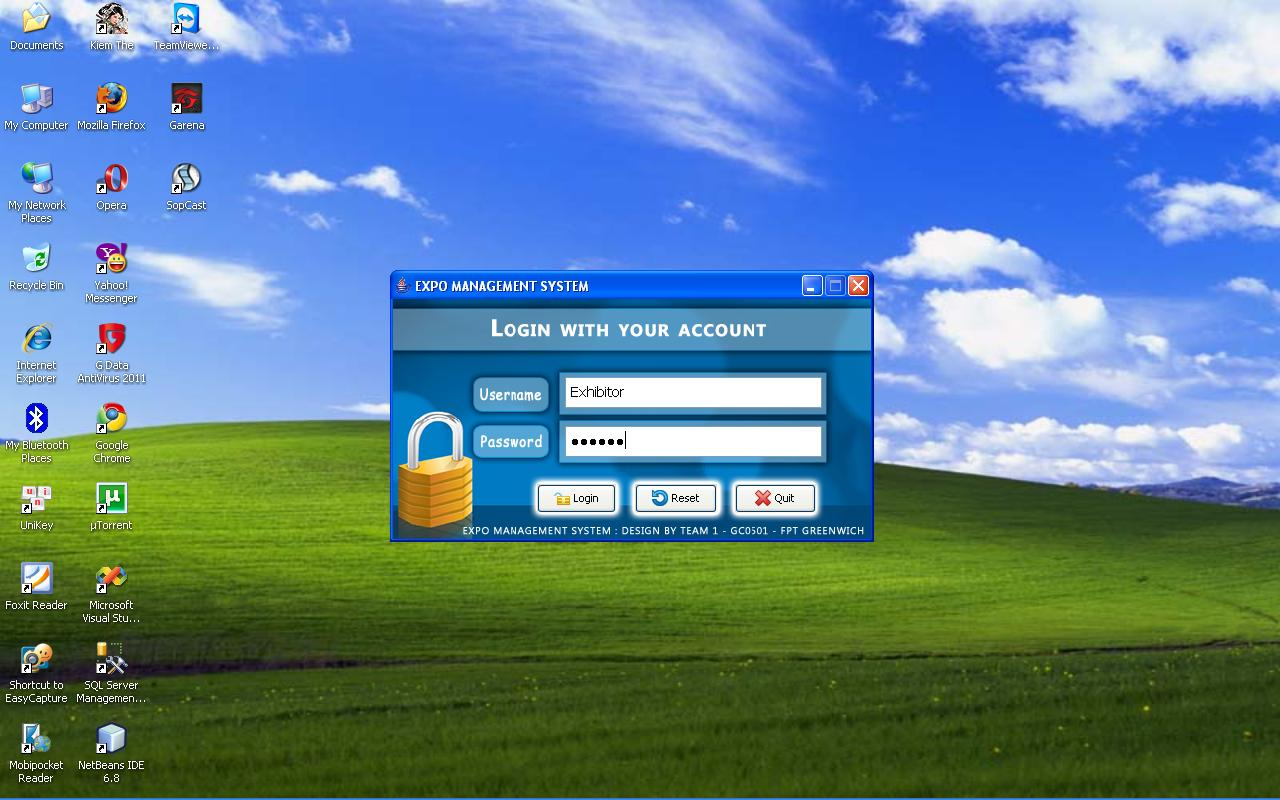 Documents
Kiem The
TeamViewe...
My Computer
Mozilla Firefox
Garena
My Network
Places
Opera
SopCast
Recycle Bin
Yahoo!
Messenger
Internet
Explorer
G Data
AntiVirus 2011
My Bluetooth
Places
Google
Chrome
UniKey
µTorrent
Foxit Reader
Microsoft
Visual Stu...
Shortcut to
EasyCapture
SQL Server
Managemen...
Mobipocket
Reader
NetBeans IDE
6.8
EXPO MANAGEMENT SYSTEM
LOGIN WITH YOUR ACCOUNT
Username
Exhibitor
Password
●●●●●●
Login
Reset
Quit
EXPO MANAGEMENT SYSTEM : DESIGN BY TEAM 1 - GC0501 - FPT GREENWICH